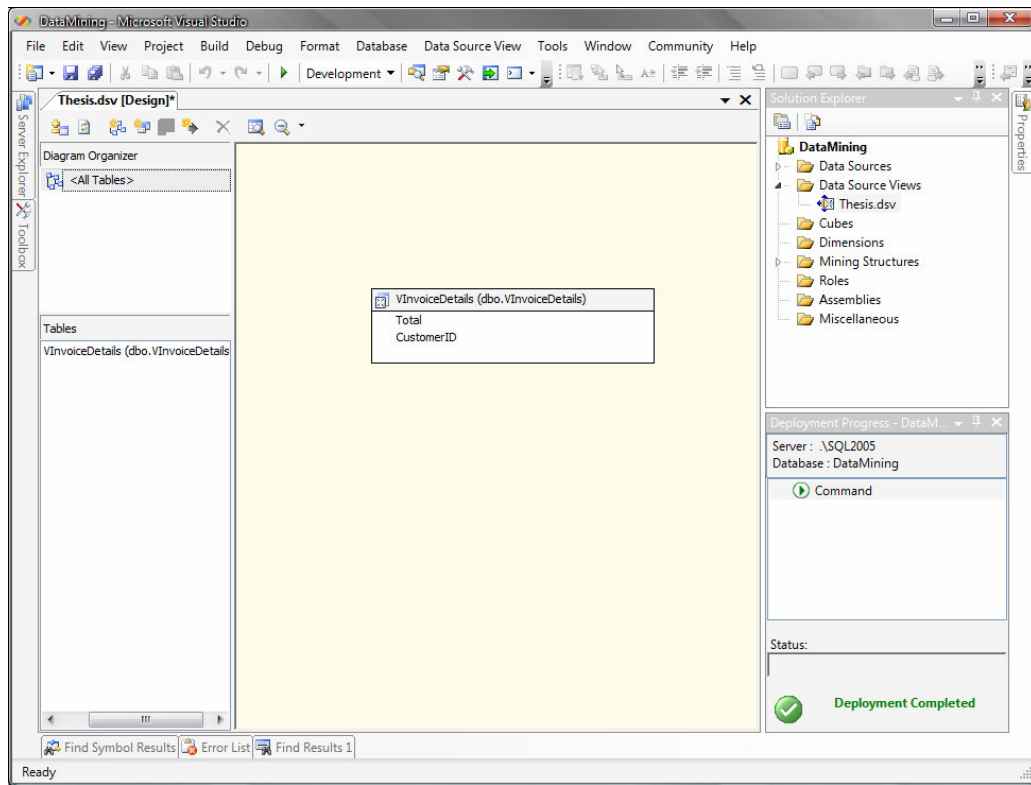 DataMining - Microsoft Visual Studio
File Edit View Project Build Debug Format Database Data Source View Tools Window Community Help
Development
Server Explorer
Toolbox
Thesis.dsv [Design]*
Diagram Organizer
<All Tables>
Tables
VInvoiceDetails (dbo.VInvoiceDetails
VInvoiceDetails (dbo.VInvoiceDetails)
Total
CustomerID
Solution Explorer
DataMining
Data Sources
Data Source Views
Thesis.dsv
Cubes
Dimensions
Mining Structures
Roles
Assemblies
Miscellaneous
Properties
Deployment Progress - DataM...
Server : .\SQL2005
Database : DataMining
Command
Status:
Deployment Completed
Find Symbol Results Error List Find Results 1
Ready